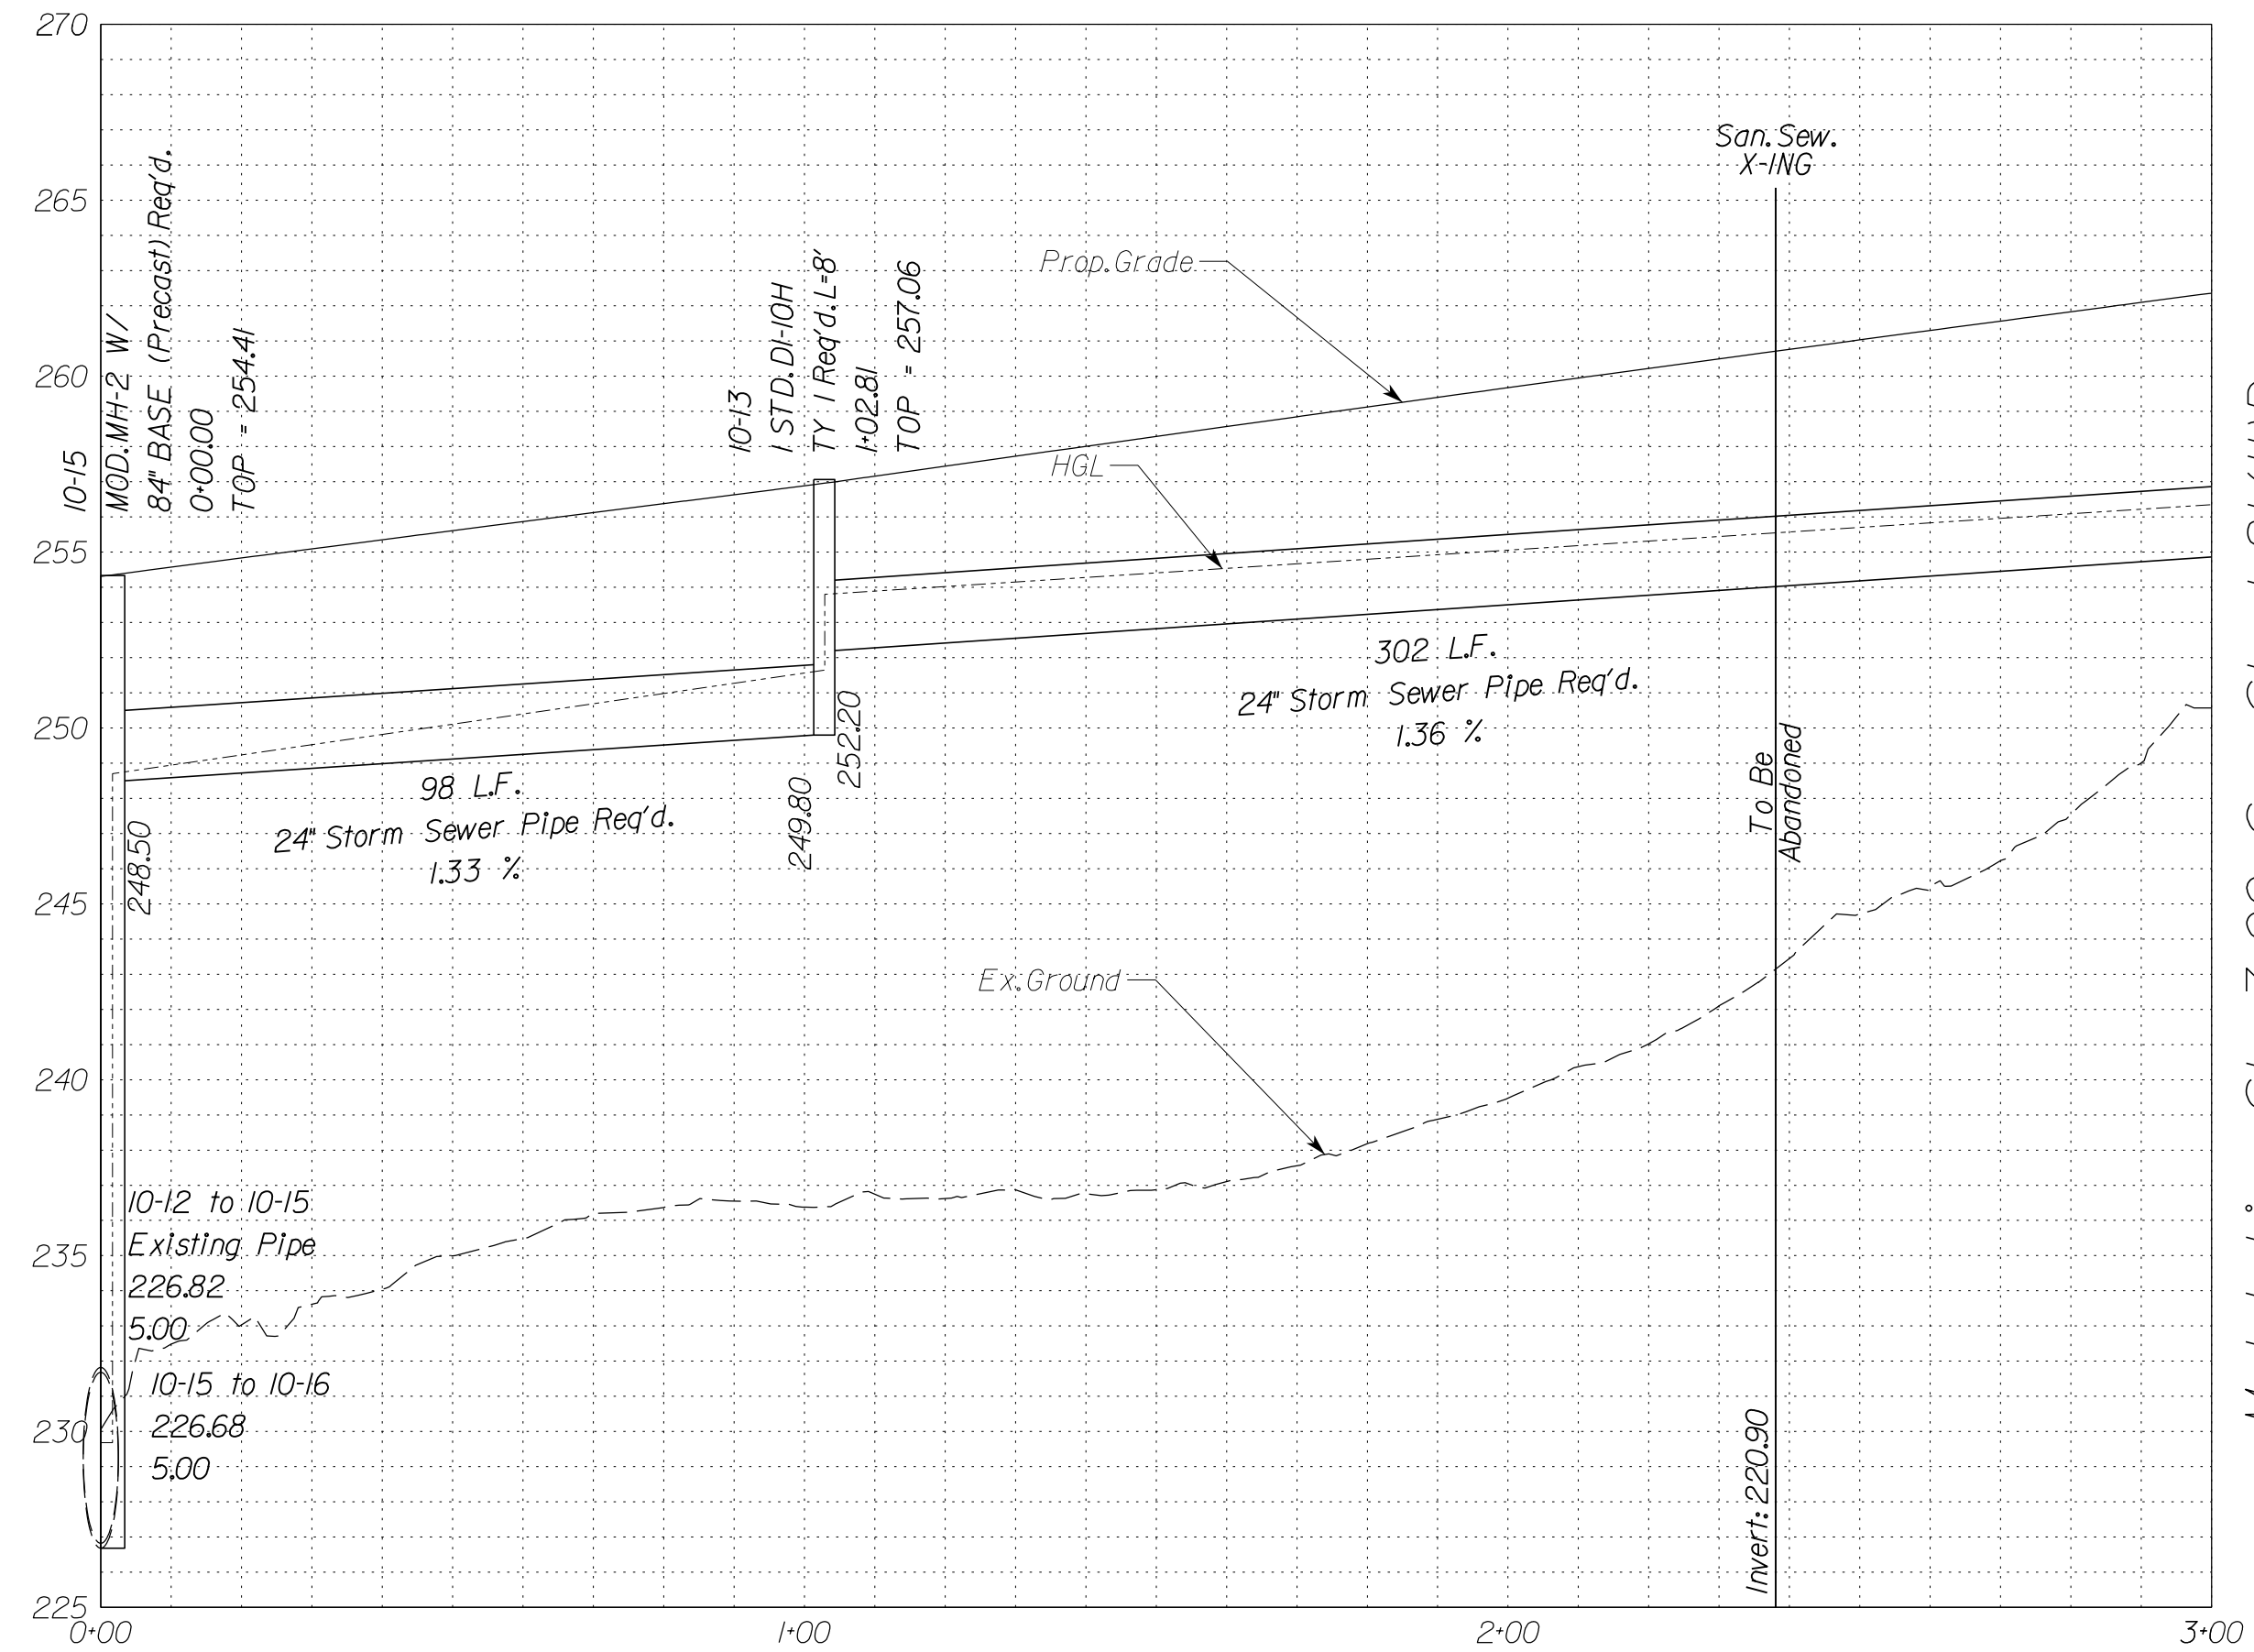 270
265
260
255
250
245
240
235
230
225
0+00
1+00
2+00
3+00
10-15
MOD. MH-2 W/
84" BASE (Precast) Req'd.
0+00.00
TOP = 254.41
10-13
1 STD. DI-10H
TY 1 Req'd. L=8'
1+02.81
TOP = 257.06
Prop. Grade
HGL
San. Sew.
X-ING
248.50
98 L.F.
24" Storm Sewer Pipe Req'd.
1.33 %
249.80
252.20
302 L.F.
24" Storm Sewer Pipe Req'd.
1.36 %
To Be
Abandoned
Ex. Ground
10-12 to 10-15
Existing Pipe
226.82
5.00
10-15 to 10-16
226.68
5.00
Invert: 220.90